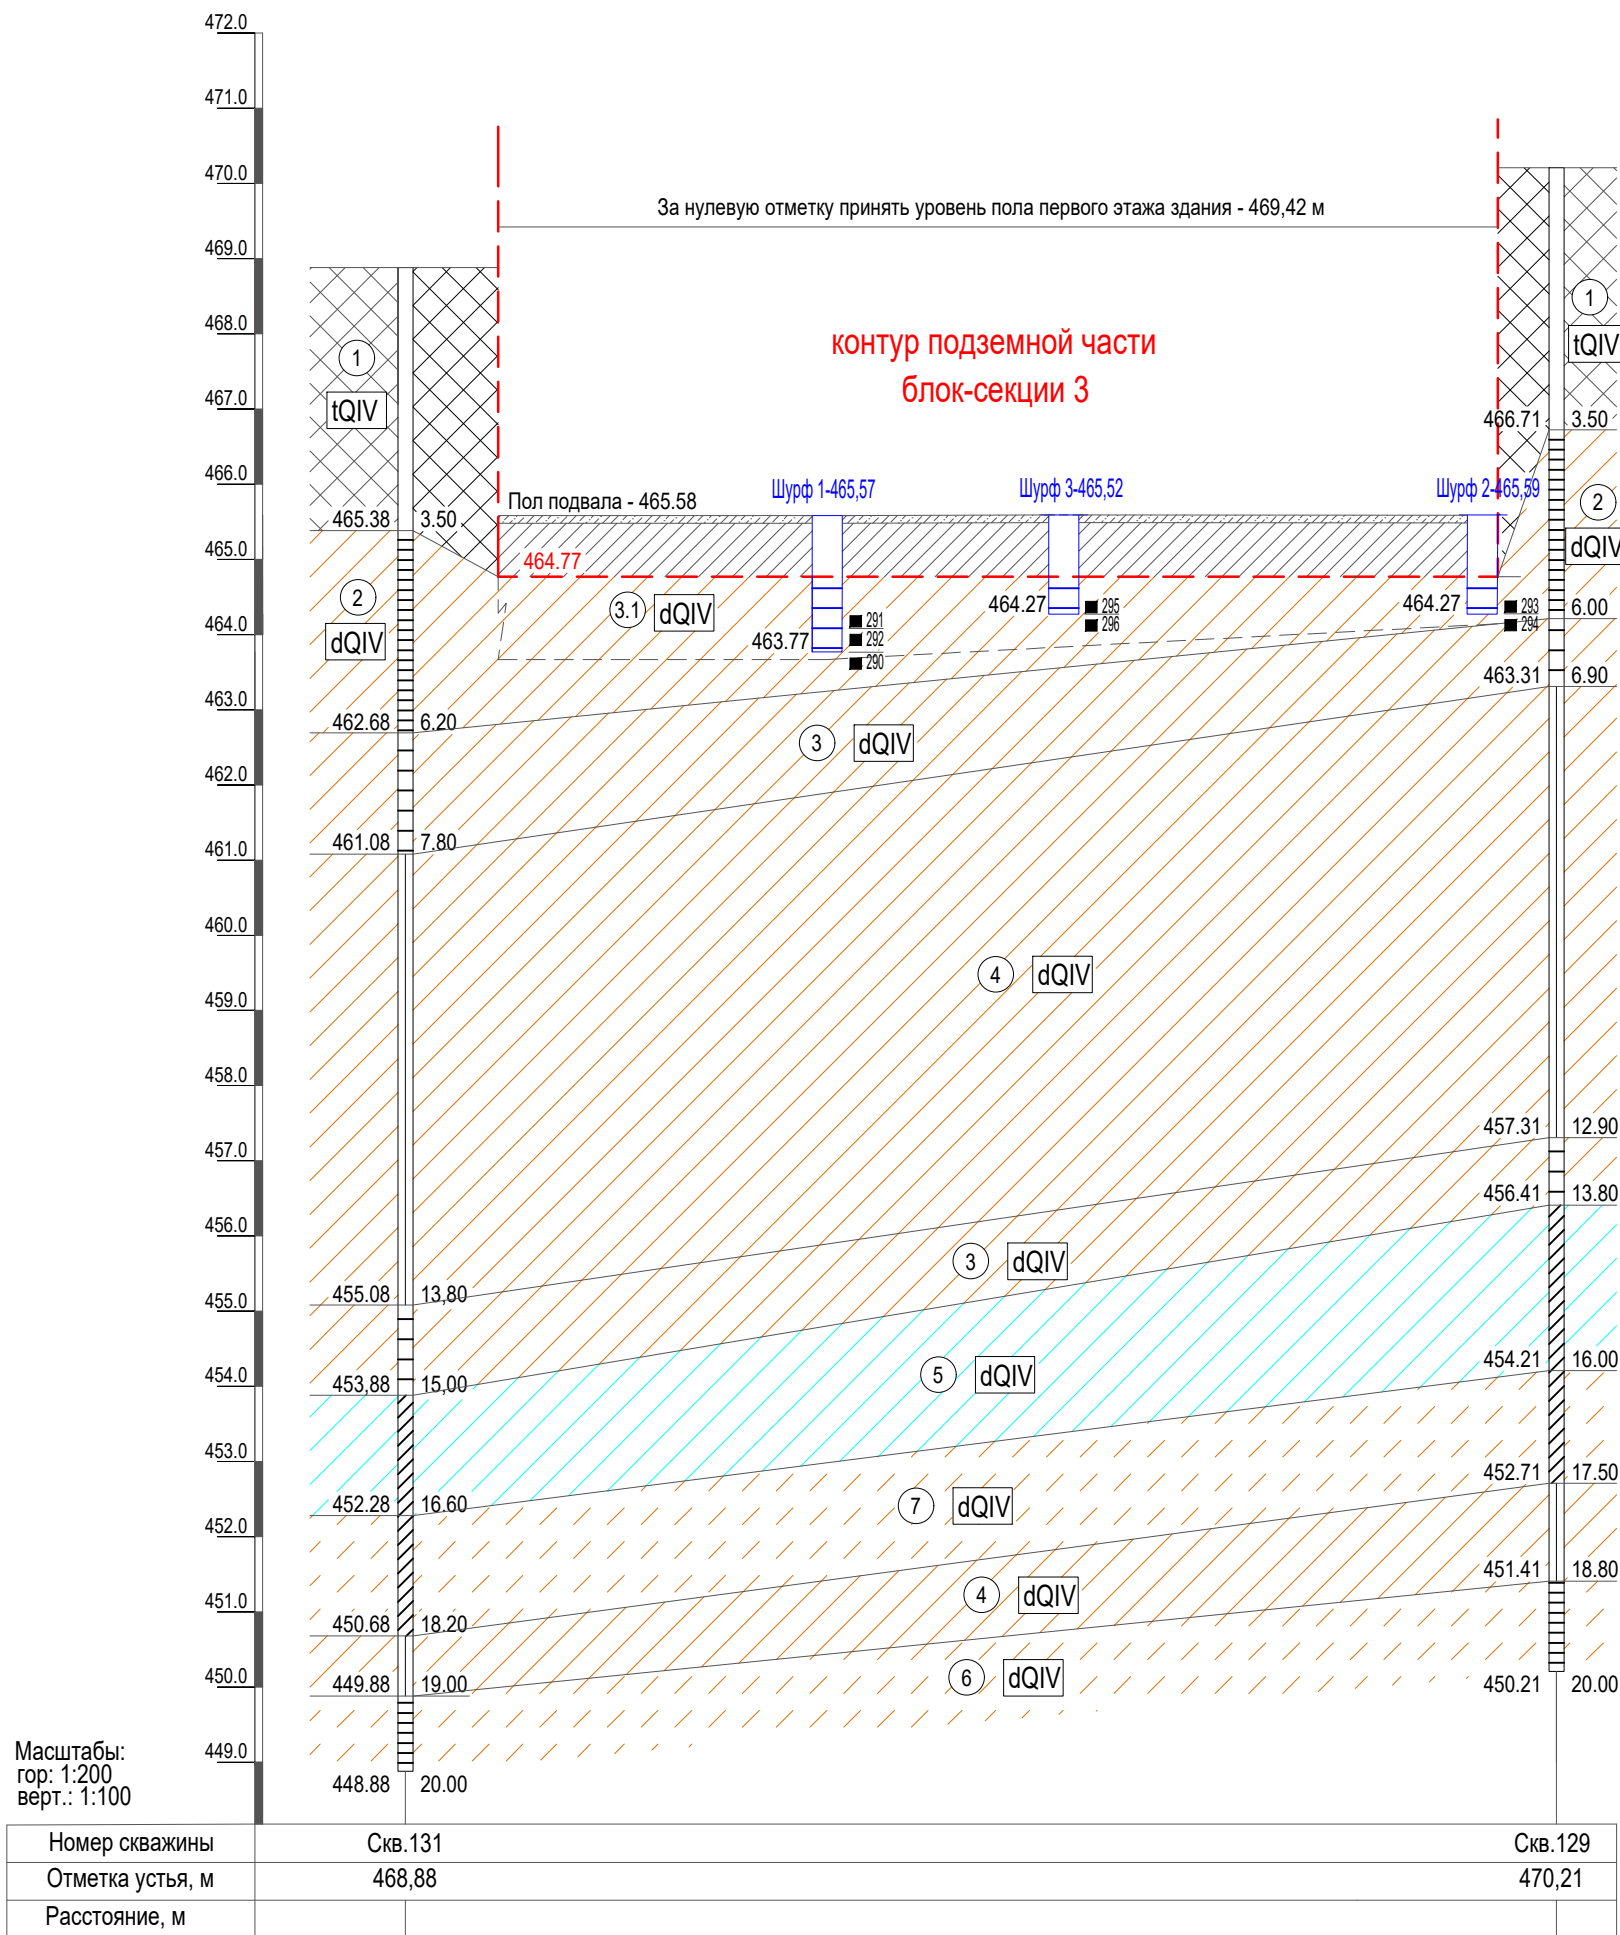 472.0
471.0
470.0
469.0
468.0
467.0
466.0
465.0
464.0
463.0
462.0
461.0
460.0
459.0
458.0
457.0
456.0
455.0
454.0
453.0
452.0
451.0
450.0
449.0
За нулевую отметку принять уровень пола первого этажа здания - 469,42 м
контур подземной части
блок-секции 3
1
tQIV
1
tQIV
466.71 3.50
Пол подвала - 465.58
Шурф 1-465,57
Шурф 3-465,52
Шурф 2-465,59
465.38 3.50
464.77
2
dQIV
2
dQIV
3.1 dQIV
463.77
291
292
290
464.27
295
296
464.27
293
294
6.00
463.31 6.90
462.68 6.20
3 dQIV
461.08 7.80
4 dQIV
457.31 12.90
456.41 13.80
3 dQIV
455.08 13,80
453,88 15,00
5 dQIV
454.21 16.00
452.71 17.50
452.28 16.60
7 dQIV
451.41 18.80
4 dQIV
450.68 18.20
6 dQIV
449.88 19.00
450.21 20.00
448.88 20.00
Масштабы:
гор: 1:200
верт.: 1:100
Номер скважины Скв.131 Скв.129
Отметка устья, м 468,88 470,21
Расстояние, м